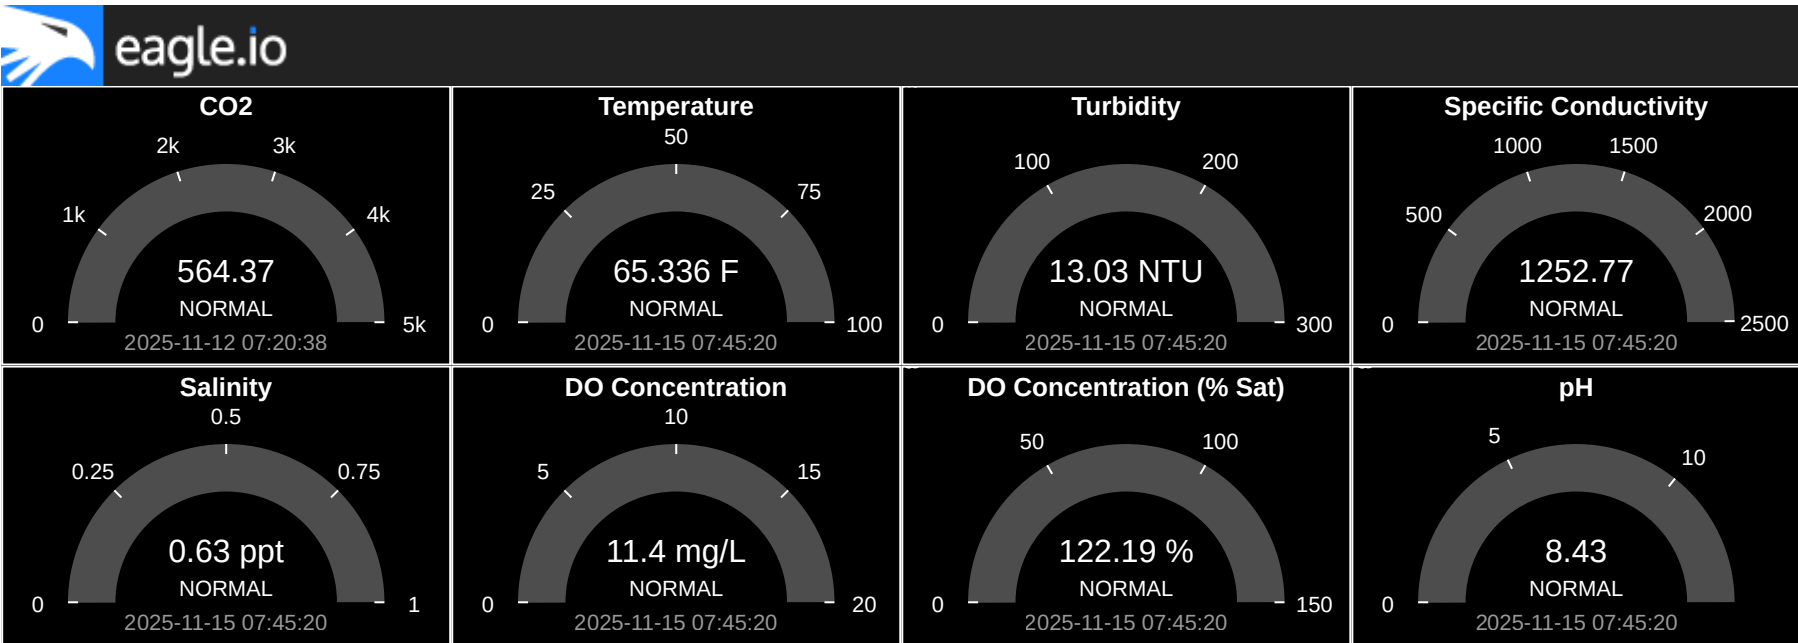 eagle.io
CO2
2k
3k
1k
4k
564.37
NORMAL
0
5k
2025-11-12 07:20:38
Temperature
50
25
75
65.336 F
NORMAL
0
100
2025-11-15 07:45:20
Turbidity
100
200
13.03 NTU
NORMAL
0
300
2025-11-15 07:45:20
Specific Conductivity
1000
1500
500
2000
1252.77
NORMAL
0
2500
2025-11-15 07:45:20
Salinity
0.5
0.25
0.75
0.63 ppt
NORMAL
0
1
2025-11-15 07:45:20
DO Concentration
10
5
15
11.4 mg/L
NORMAL
0
20
2025-11-15 07:45:20
DO Concentration (% Sat)
50
100
122.19 %
NORMAL
0
150
2025-11-15 07:45:20
pH
5
10
8.43
NORMAL
0
2025-11-15 07:45:20